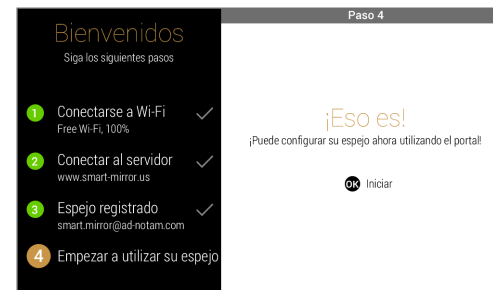 Bienvenidos
Siga los siguientes pasos
1 Conectarse a Wi-Fi
Free Wi-Fi, 100%
2 Conectar al servidor
www.smart-mirror.us
3 Espejo registrado
smart.mirror@ad-notam.com
4 Empezar a utilizar su espejo
Paso 4
¡Eso es!
¡Puede configurar su espejo ahora utilizando el portal!
OK Iniciar